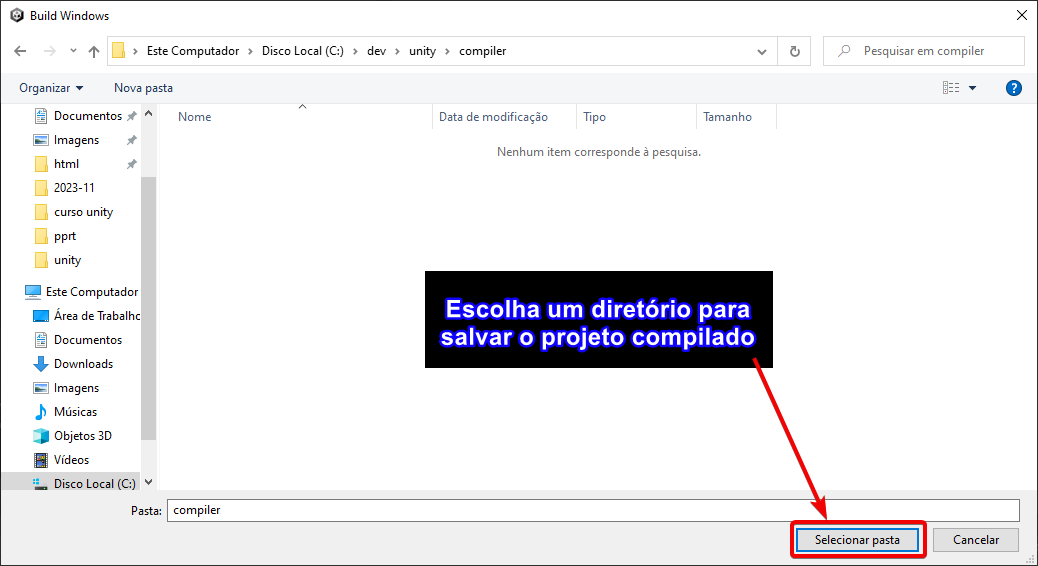 Build Windows
Este Computador > Disco Local (C:) > dev > unity > compiler
Pesquisar em compiler
Organizar
Nova pasta
?
Documentos
Imagens
html
2023-11
curso unity
pprt
unity
Este Computador
Área de Trabalho
Documentos
Downloads
Imagens
Músicas
Objetos 3D
Vídeos
Disco Local (C:)
Nome
Data de modificação
Tipo
Tamanho
Nenhum item corresponde à pesquisa.
Escolha um diretório para
salvar o projeto compilado
Pasta:
compiler
Selecionar pasta
Cancelar